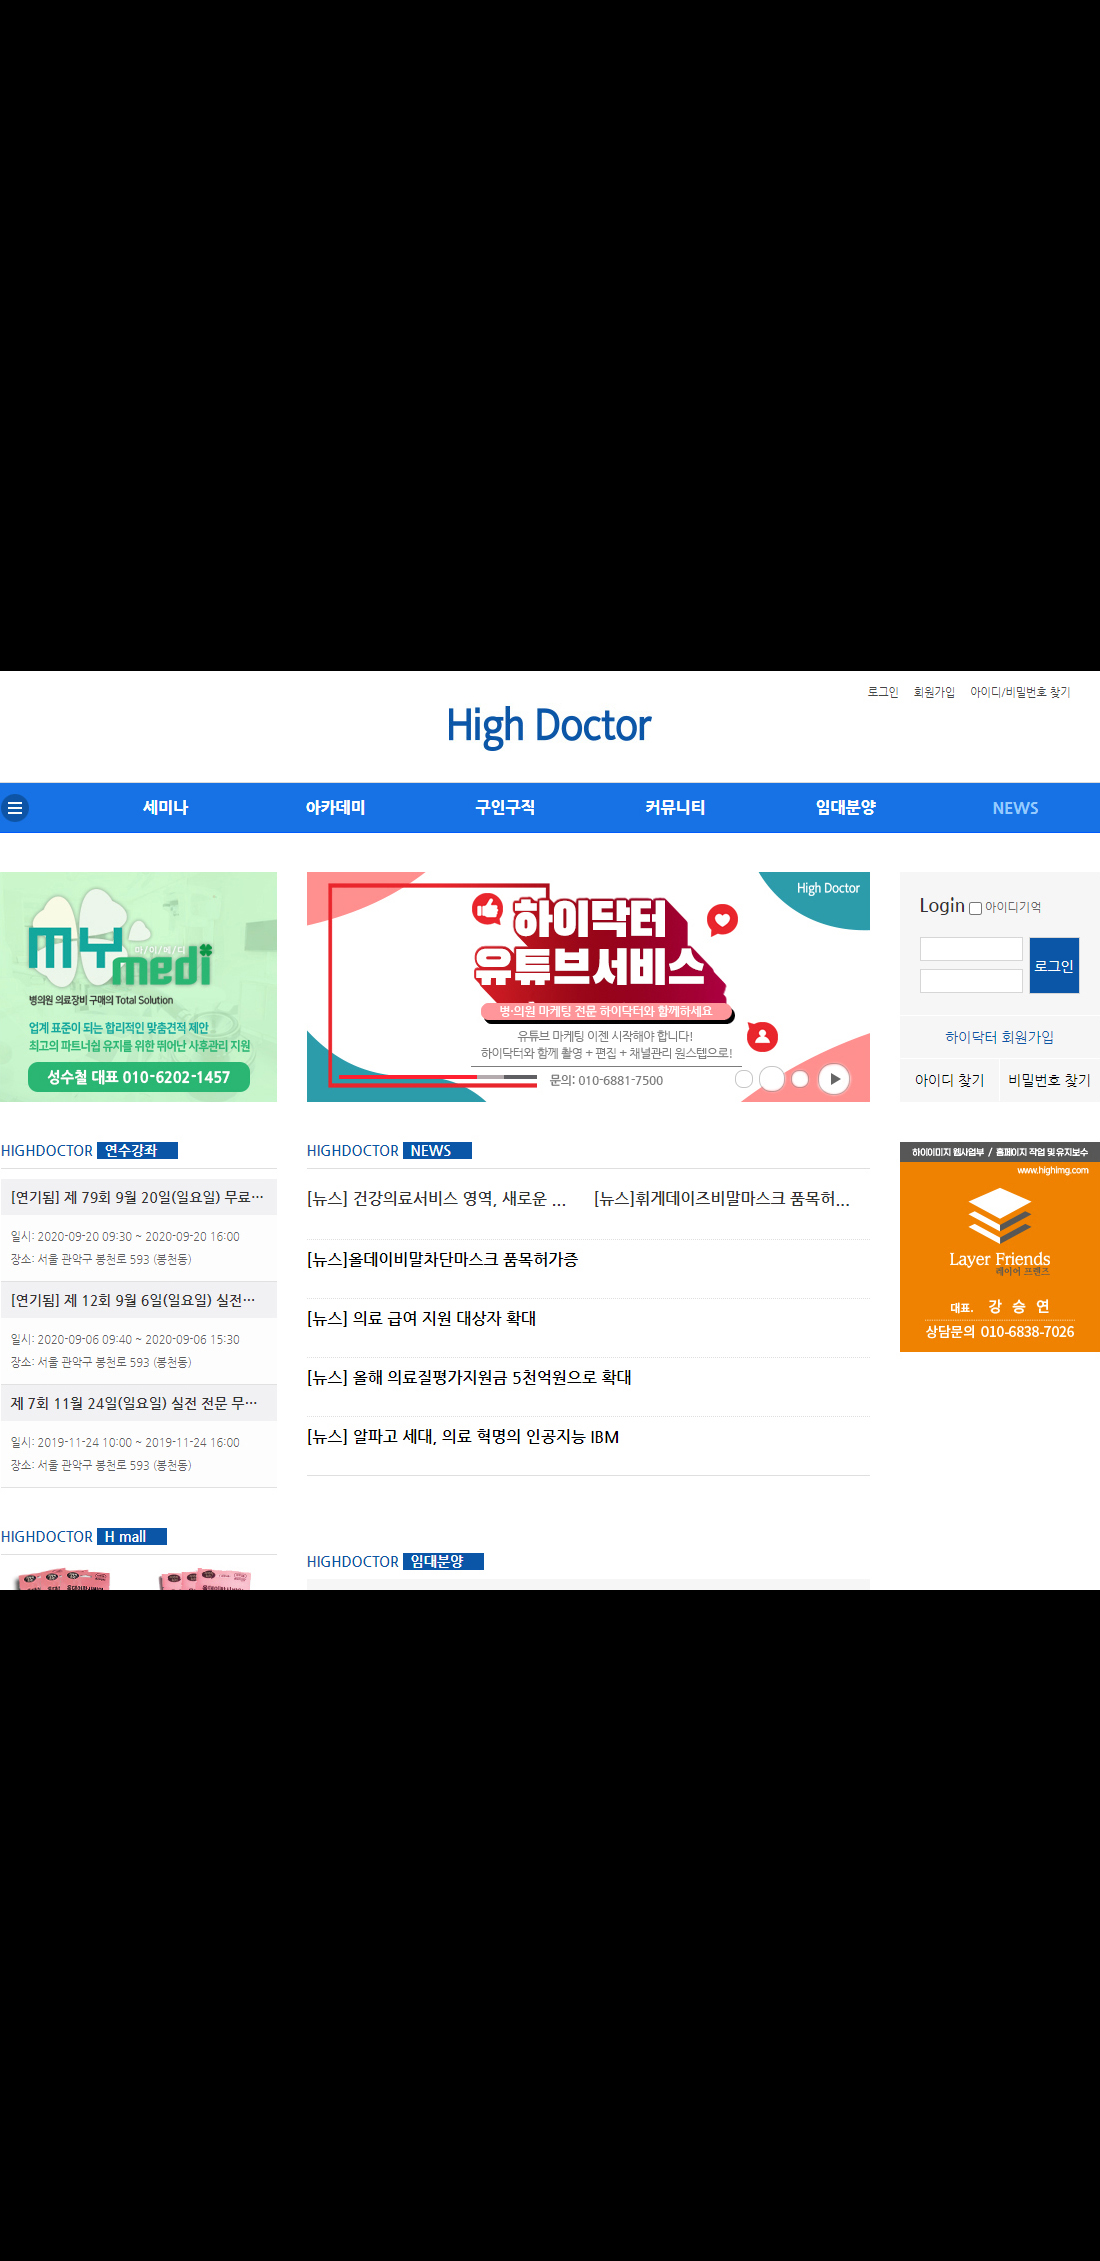 로그인 회원가입 아이디/비밀번호 찾기
High Doctor
세미나 아카데미 구인구직 커뮤니티 임대분양 NEWS
MY medi
마 / 이 / 메 / 디
병의원 의료장비 구매의 Total Solution
업계 표준이 되는 합리적인 맞춤견적 제안
최고의 파트너쉽 유지를 위한 뛰어난 사후관리 지원
성수철 대표 010-6202-1457
High Doctor
하이닥터
유튜브서비스
병·의원 마케팅 전문 하이닥터와 함께하세요
유튜브 마케팅 이젠 시작해야 합니다!
하이닥터와 함께 촬영 + 편집 + 채널관리 원스텝으로!
문의: 010-6881-7500
Login 아이디기억
로그인
하이닥터 회원가입
아이디 찾기 비밀번호 찾기
HIGHDOCTOR 연수강좌
[연기됨] 제 79회 9월 20일(일요일) 무료…
일시: 2020-09-20 09:30 ~ 2020-09-20 16:00
장소: 서울 관악구 봉천로 593 (봉천동)
[연기됨] 제 12회 9월 6일(일요일) 실전…
일시: 2020-09-06 09:40 ~ 2020-09-06 15:30
장소: 서울 관악구 봉천로 593 (봉천동)
제 7회 11월 24일(일요일) 실전 전문 무…
일시: 2019-11-24 10:00 ~ 2019-11-24 16:00
장소: 서울 관악구 봉천로 593 (봉천동)
HIGHDOCTOR H mall
HIGHDOCTOR NEWS
[뉴스] 건강의료서비스 영역, 새로운 ... [뉴스]휘게데이즈비말마스크 품목허...
[뉴스]올데이비말차단마스크 품목허가증
[뉴스] 의료 급여 지원 대상자 확대
[뉴스] 올해 의료질평가지원금 5천억원으로 확대
[뉴스] 알파고 세대, 의료 혁명의 인공지능 IBM
HIGHDOCTOR 임대분양
하이이미지 웹사업부 / 홈페이지 작업 및 유지보수
www.highimg.com
Layer Friends
레이어 프렌즈
대표. 강 승 연
상담문의 010-6838-7026